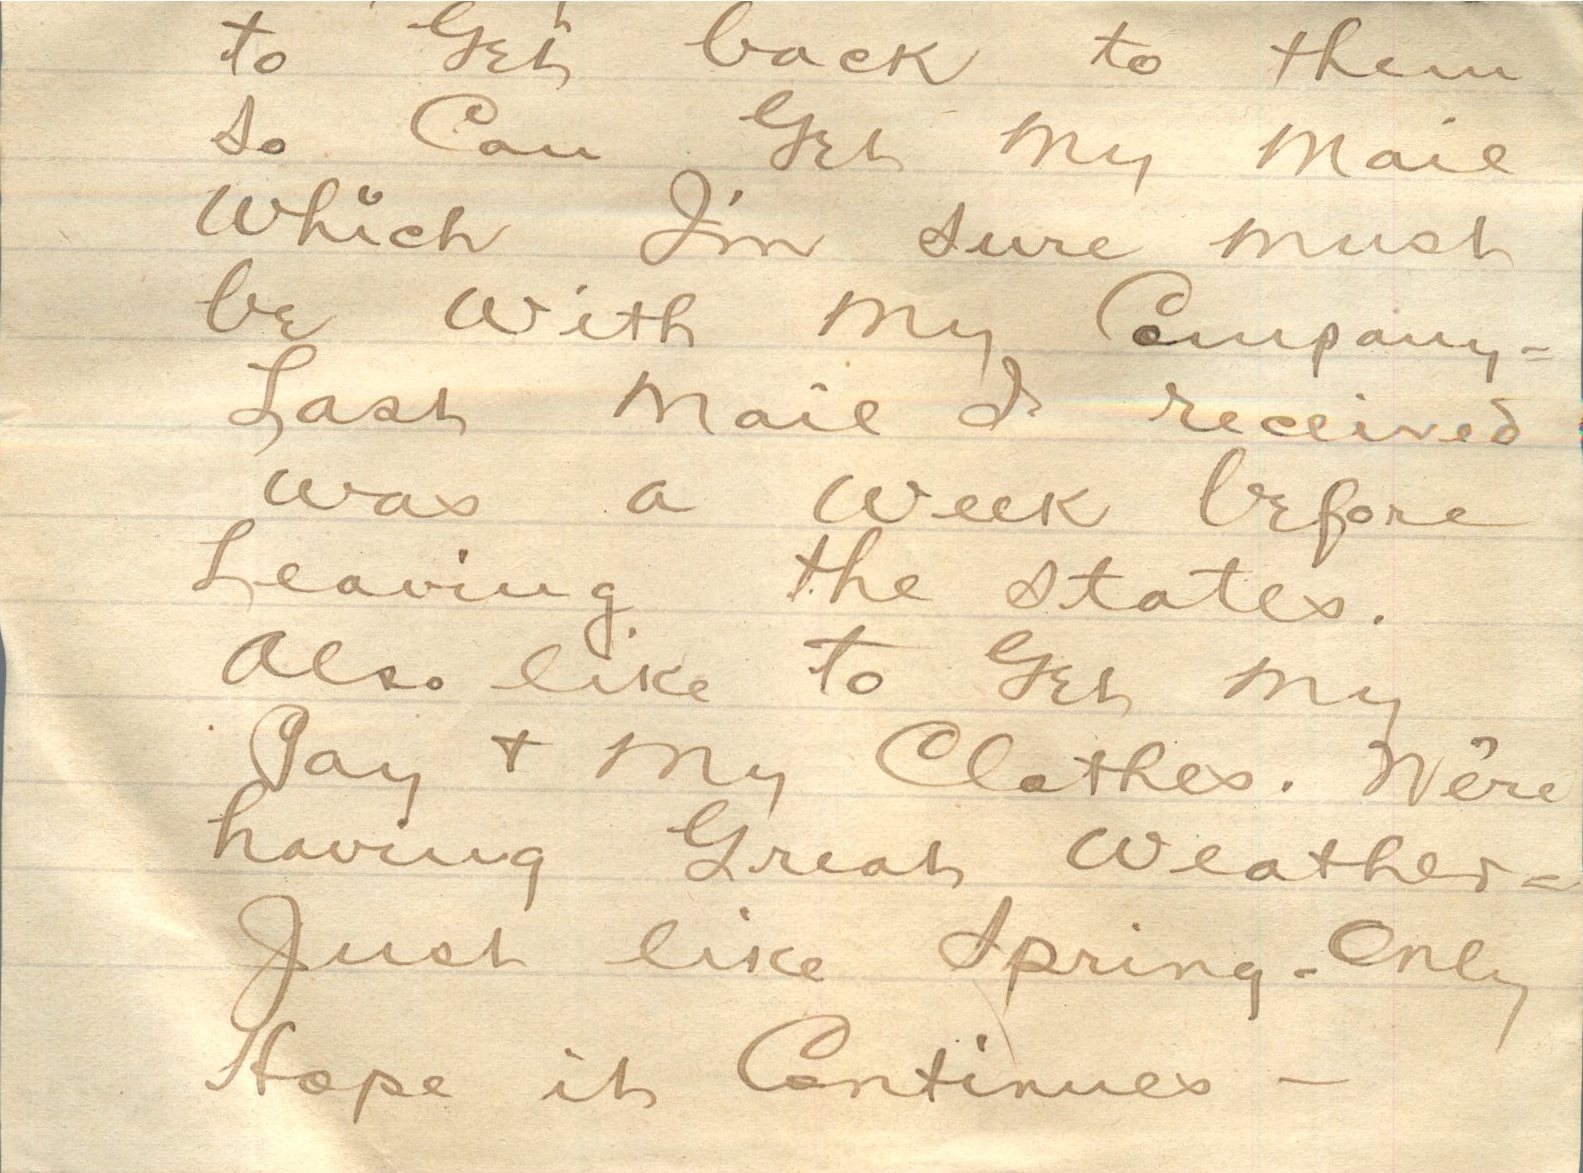 to Get back to them
So Can Get My Mail
Which I'm Sure must
be With My Company-
Last Mail I received
was a Week before
Leaving the States.
Also like to Get My
Pay + My Clothes. We're
having Great Weather-
Just like Spring-Only
Hope it Continues -